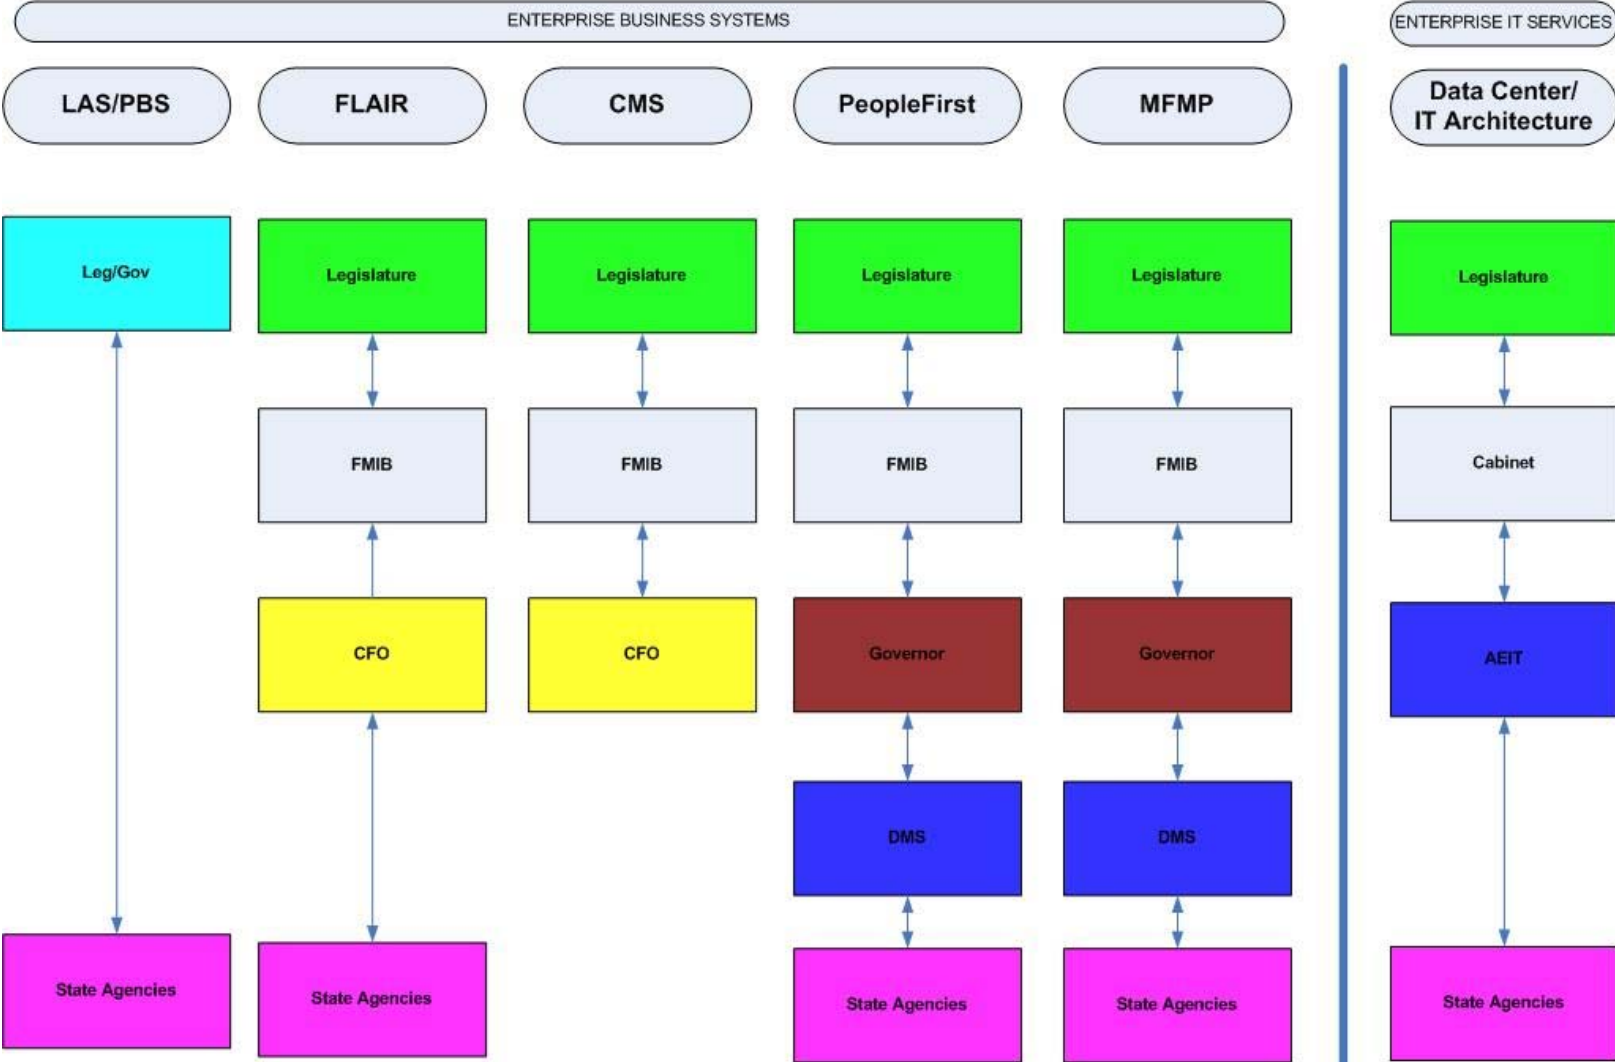 ENTERPRISE BUSINESS SYSTEMS
ENTERPRISE IT SERVICES
LAS/PBS
FLAIR
CMS
PeopleFirst
MFMP
Data Center/
IT Architecture
Leg/Gov
Legislature
Legislature
Legislature
Legislature
Legislature
FMIB
FMIB
FMIB
FMIB
Cabinet
CFO
CFO
Governor
Governor
AEIT
DMS
DMS
State Agencies
State Agencies
State Agencies
State Agencies
State Agencies